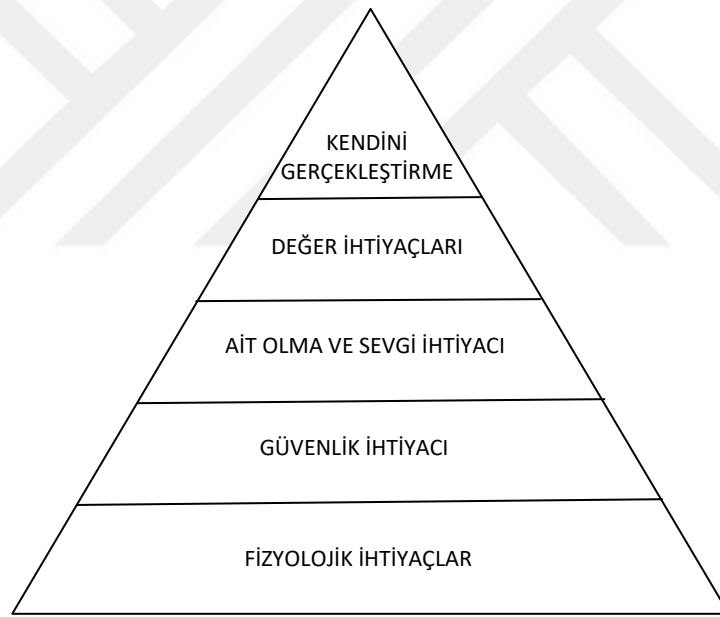 KENDİNİ
GERÇEKLEŞTİRME
DEĞER İHTİYAÇLARI
AİT OLMA VE SEVGİ İHTİYACI
GÜVENLİK İHTİYACI
FİZYOLOJİK İHTİYAÇLAR